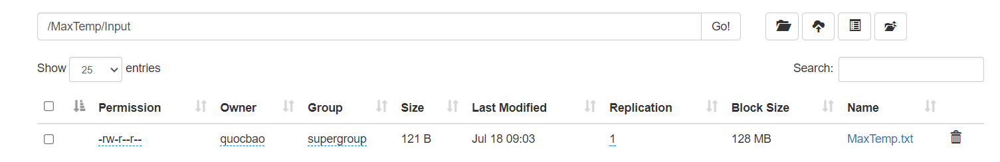 /MaxTemp/Input Go!
Show 25 entries Search:
Permission Owner Group Size Last Modified Replication Block Size Name
-rw-r--r-- quocbao supergroup 121 B Jul 18 09:03 1 128 MB MaxTemp.txt